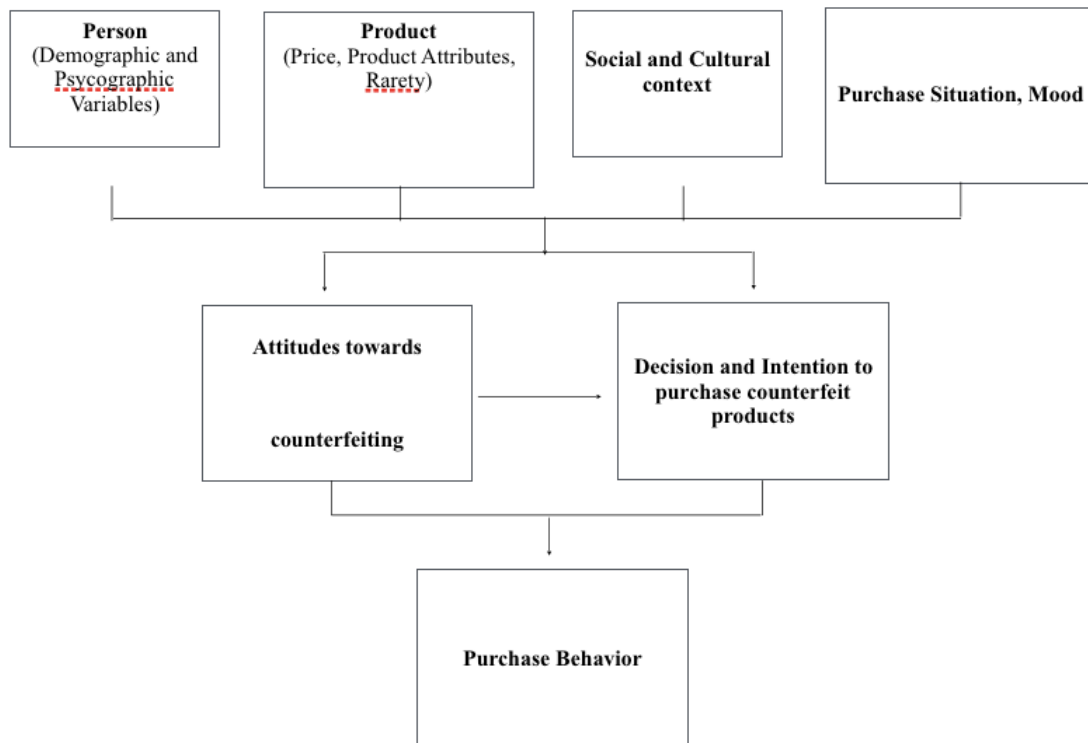 Person
(Demographic and
Psycographic
Variables)
Product
(Price, Product Attributes,
Rarety)
Social and Cultural
context
Purchase Situation, Mood
Attitudes towards
counterfeiting
Decision and Intention to
purchase counterfeit
products
Purchase Behavior